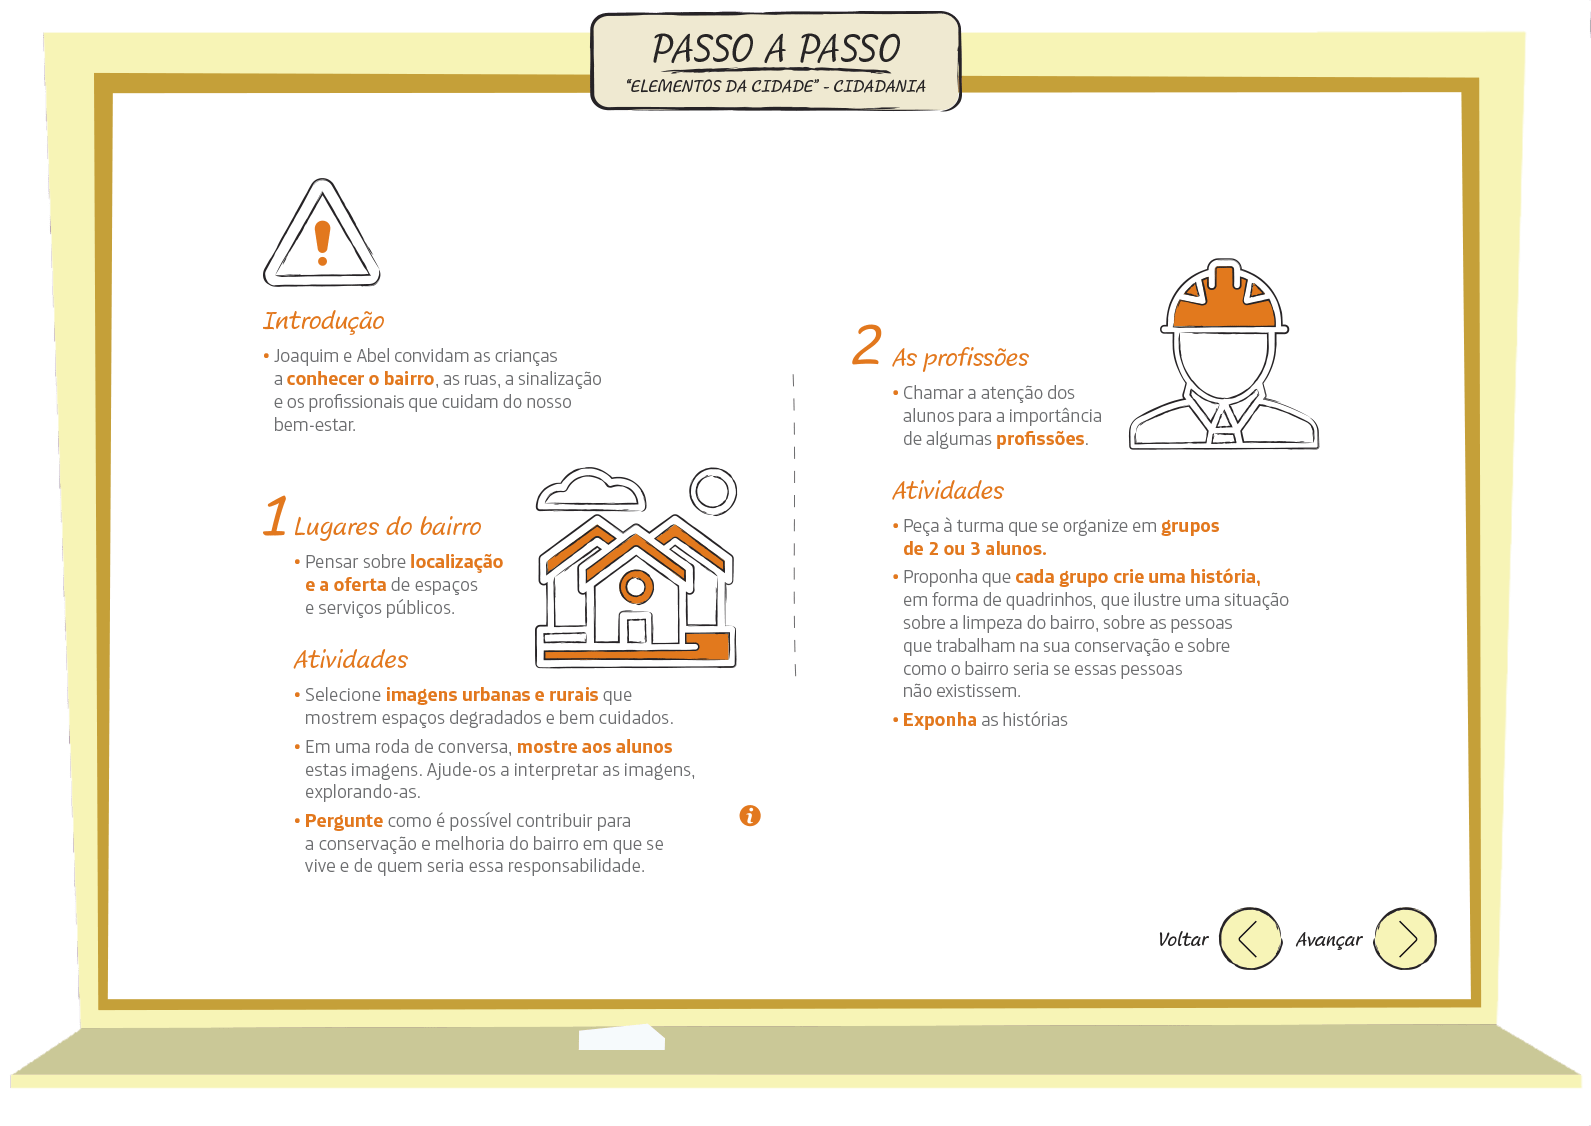 PASSO A PASSO
“ELEMENTOS DA CIDADE” - CIDADANIA
Introdução
• Joaquim e Abel convidam as crianças
a conhecer o bairro, as ruas, a sinalização
e os profissionais que cuidam do nosso
bem-estar.
1 Lugares do bairro
• Pensar sobre localização
e a oferta de espaços
e serviços públicos.
Atividades
• Selecione imagens urbanas e rurais que
mostrem espaços degradados e bem cuidados.
• Em uma roda de conversa, mostre aos alunos
estas imagens. Ajude-os a interpretar as imagens,
explorando-as.
• Pergunte como é possível contribuir para
a conservação e melhoria do bairro em que se
vive e de quem seria essa responsabilidade.
i
2 As profissões
• Chamar a atenção dos
alunos para a importância
de algumas profissões.
Atividades
• Peça à turma que se organize em grupos
de 2 ou 3 alunos.
• Proponha que cada grupo crie uma história,
em forma de quadrinhos, que ilustre uma situação
sobre a limpeza do bairro, sobre as pessoas
que trabalham na sua conservação e sobre
como o bairro seria se essas pessoas
não existissem.
• Exponha as histórias
Voltar
Avançar